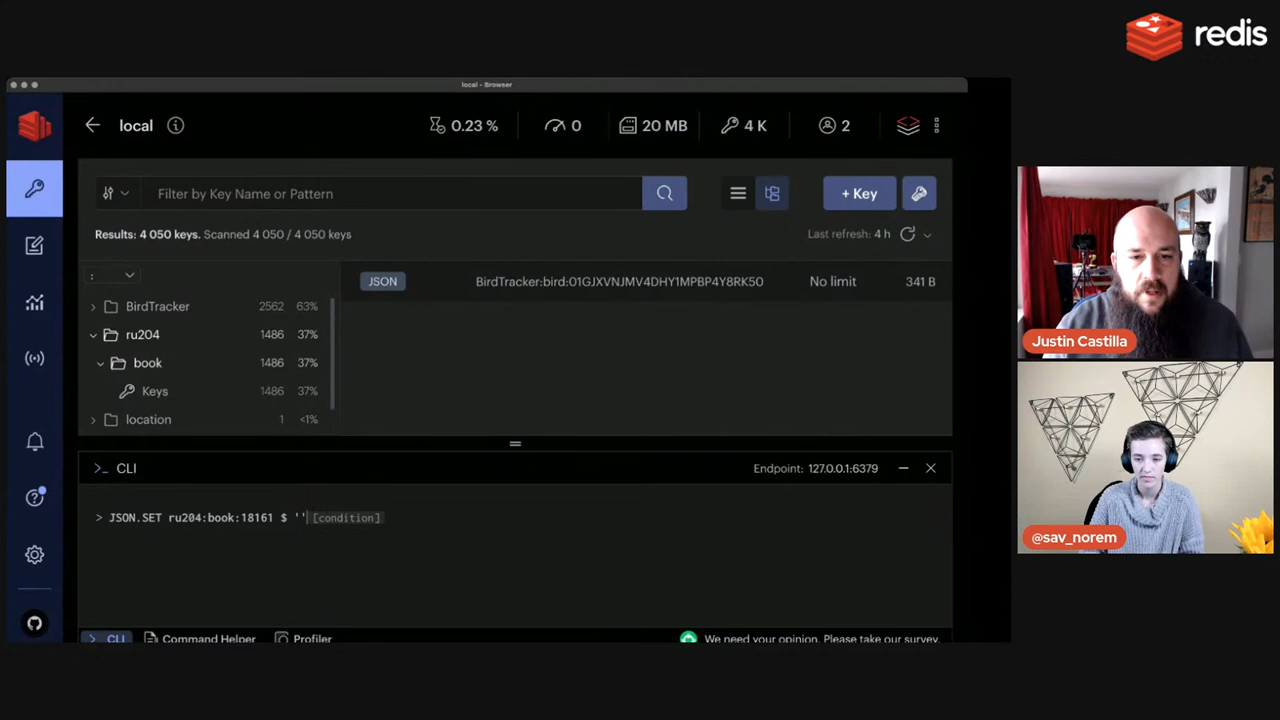 redis
local - Browser
local
0.23 %
0
20 MB
4 K
2
Filter by Key Name or Pattern
+ Key
Results: 4 050 keys. Scanned 4 050 / 4 050 keys
Last refresh: 4 h
:
JSON
BirdTracker:bird:01GJXVNJMV4DHY1MPBP4Y8RK50
No limit
341 B
BirdTracker 2562 63%
ru204 1486 37%
book 1486 37%
Keys 1486 37%
location 1 <1%
Justin Castilla
>_ CLI
Endpoint: 127.0.0.1:6379
> JSON.SET ru204:book:18161 $ '' [condition]
@sav_norem
CLI
Command Helper
Profiler
We need your opinion. Please take our survey.